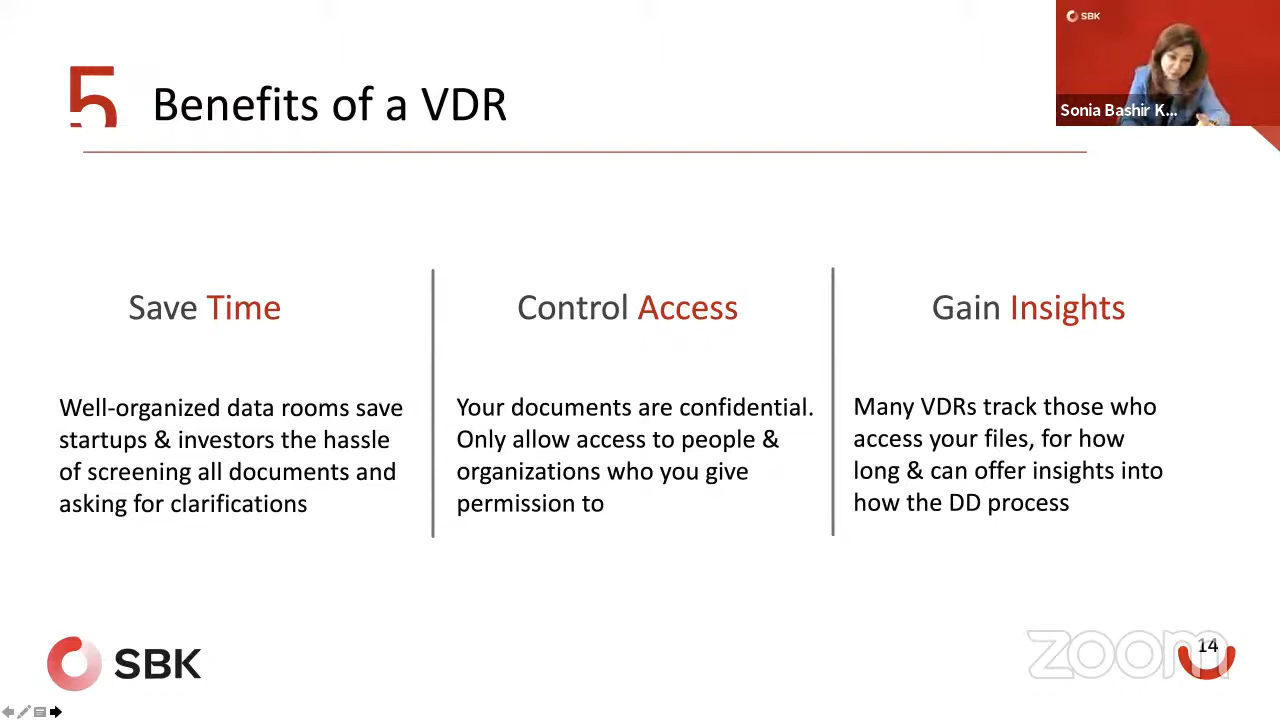 SBK
Sonia Bashir K...
5
Benefits of a VDR
Save Time
Well-organized data rooms save
startups & investors the hassle
of screening all documents and
asking for clarifications
Control Access
Your documents are confidential.
Only allow access to people &
organizations who you give
permission to
Gain Insights
Many VDRs track those who
access your files, for how
long & can offer insights into
how the DD process
SBK
zoom
14